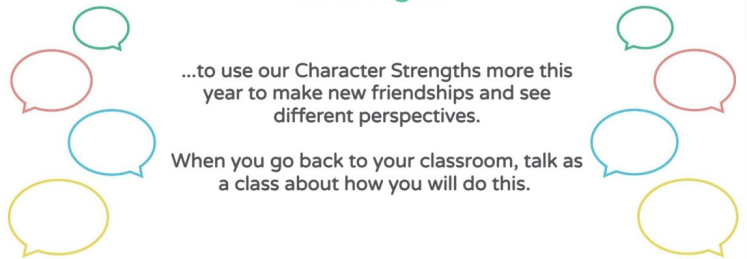 ...to use our Character Strengths more this
year to make new friendships and see
different perspectives.
When you go back to your classroom, talk as
a class about how you will do this.